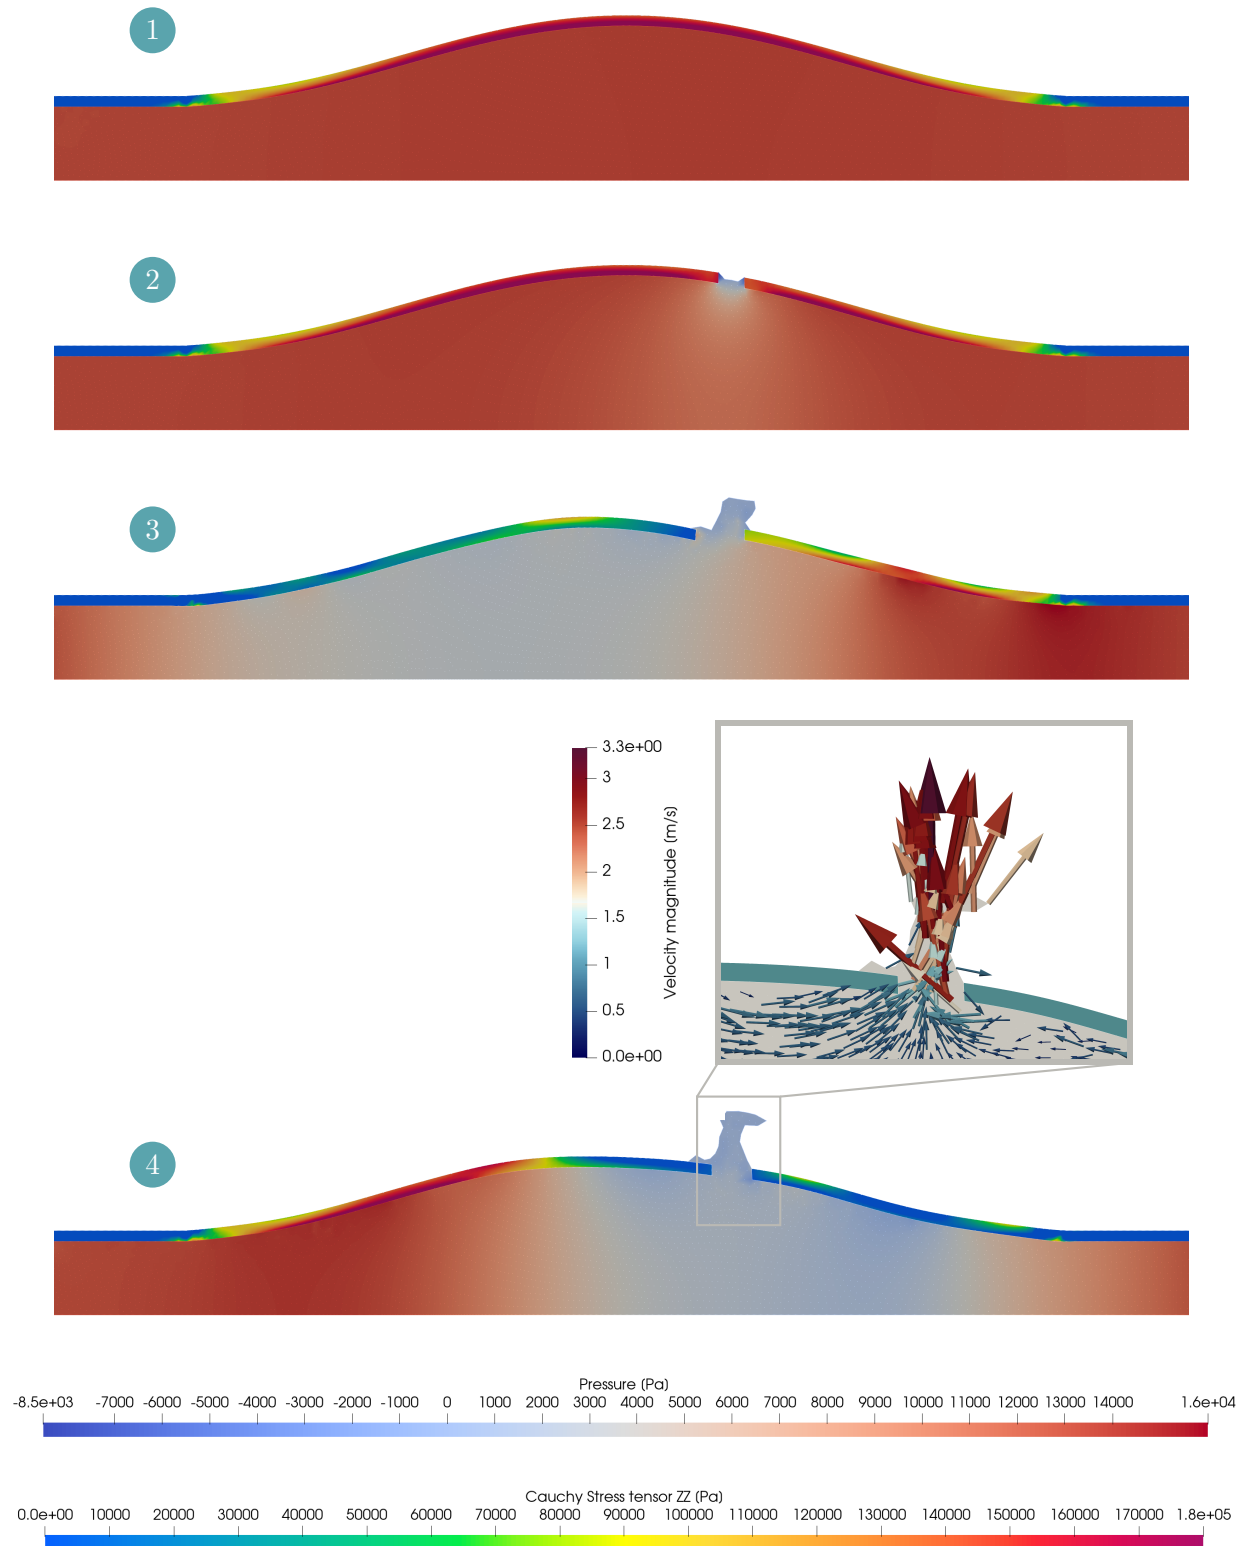 1
2
3
3.3e+00
3
2.5
2
1.5
1
0.5
0.0e+00
Velocity magnitude (m/s)
4
Pressure (Pa)
-8.5e+03 -7000 -6000 -5000 -4000 -3000 -2000 -1000 0 1000 2000 3000 4000 5000 6000 7000 8000 9000 10000 11000 12000 13000 14000 1.6e+04
Cauchy Stress tensor ZZ (Pa)
0.0e+00 10000 20000 30000 40000 50000 60000 70000 80000 90000 100000 110000 120000 130000 140000 150000 160000 170000 1.8e+05